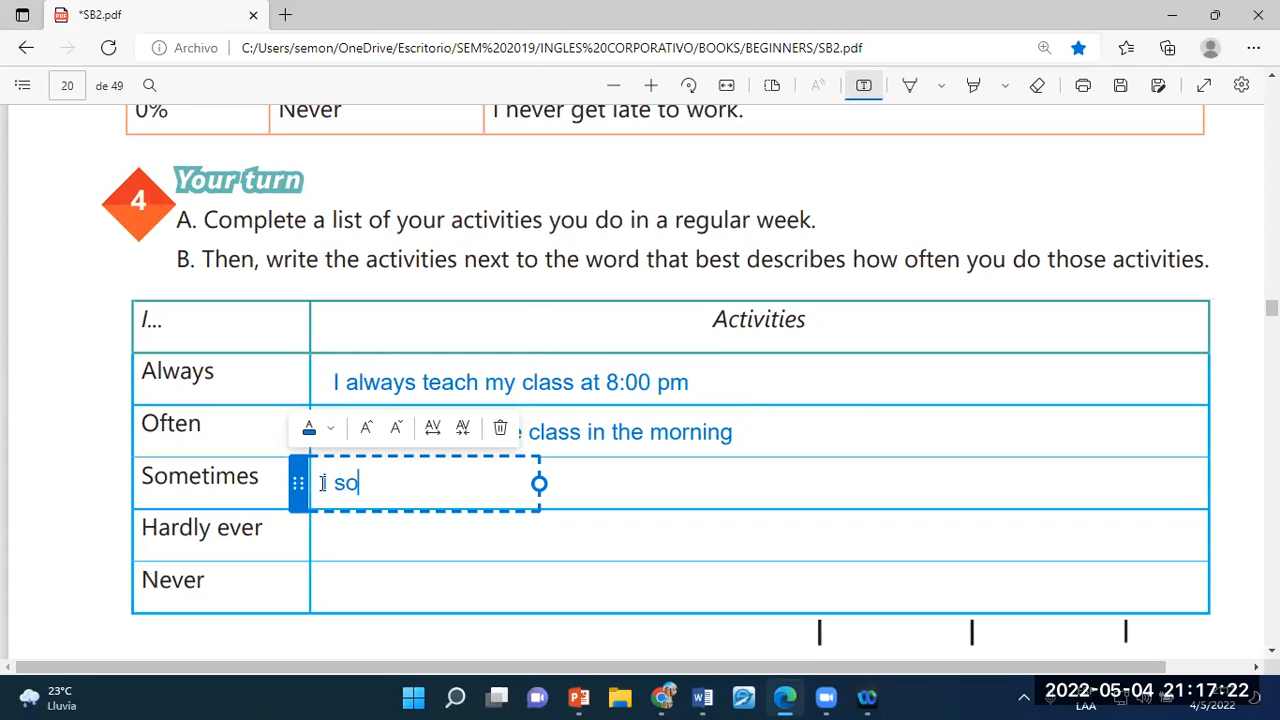 *SB2.pdf
Archivo C:/Users/semon/OneDrive/Escritorio/SEM%202019/INGLES%20CORPORATIVO/BOOKS/BEGINNERS/SB2.pdf
20 de 49
0% Never I never get late to work.
4 Your turn
A. Complete a list of your activities you do in a regular week.
B. Then, write the activities next to the word that best describes how often you do those activities.
I... Activities
Always I always teach my class at 8:00 pm
Often class in the morning
Sometimes I so
Hardly ever
Never
23°C
Lluvia
LAA
2022-05-04 21:17:22
4/5/2022